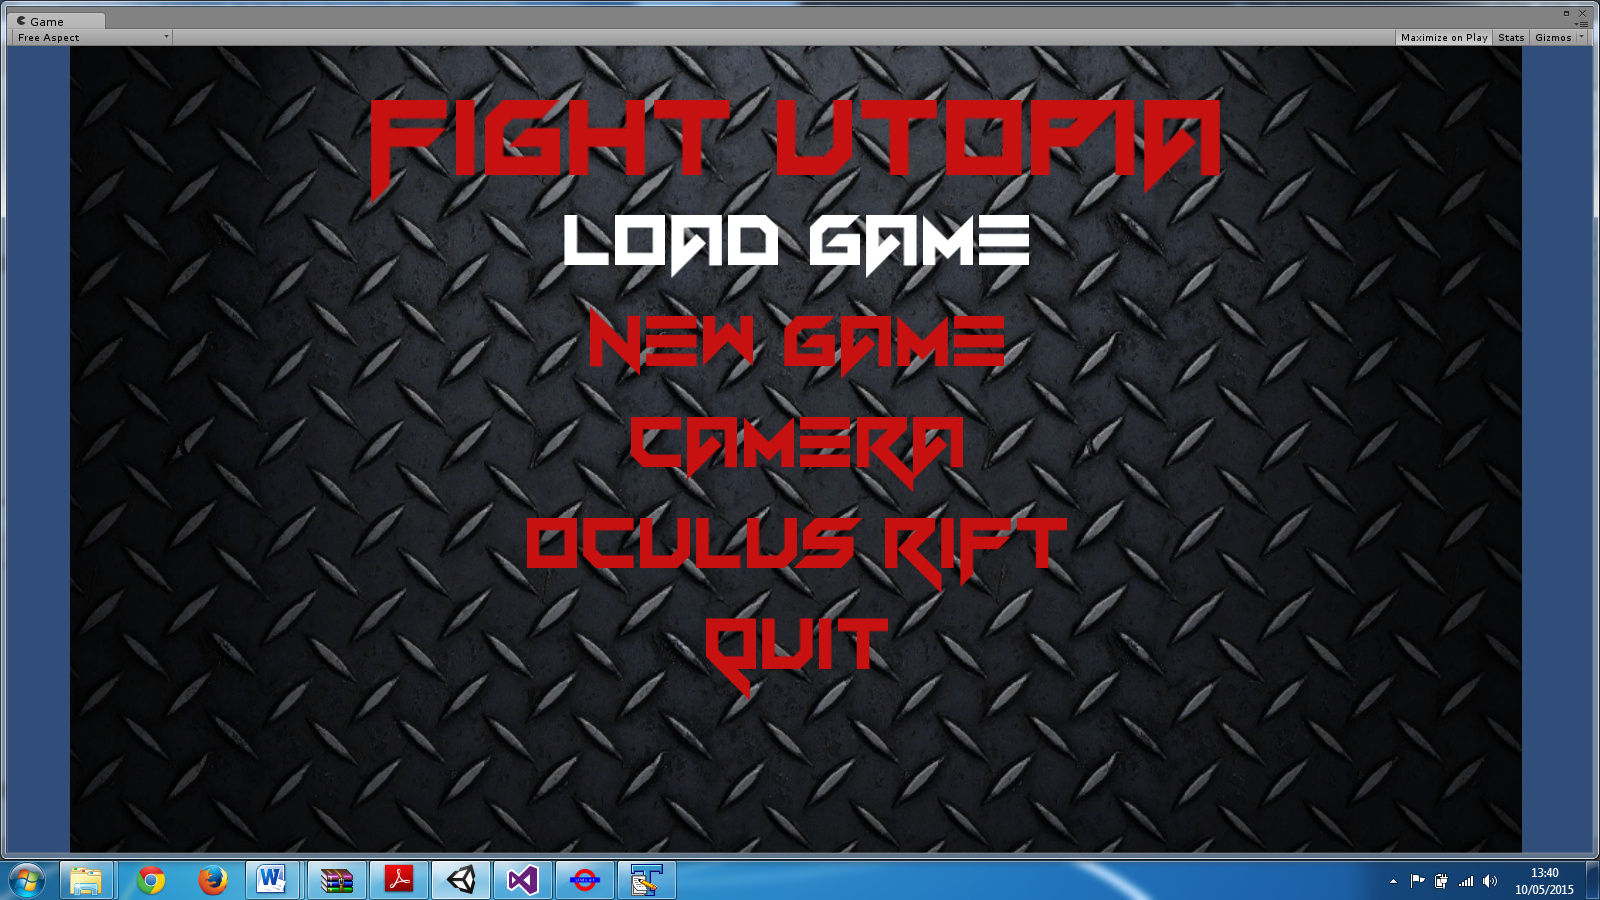 Game
Free Aspect
Maximize on Play Stats Gizmos
FIGHT UTOPIA
LOAD GAME
NEW GAME
CAMERA
OCULUS RIFT
QUIT
13:40
10/05/2015